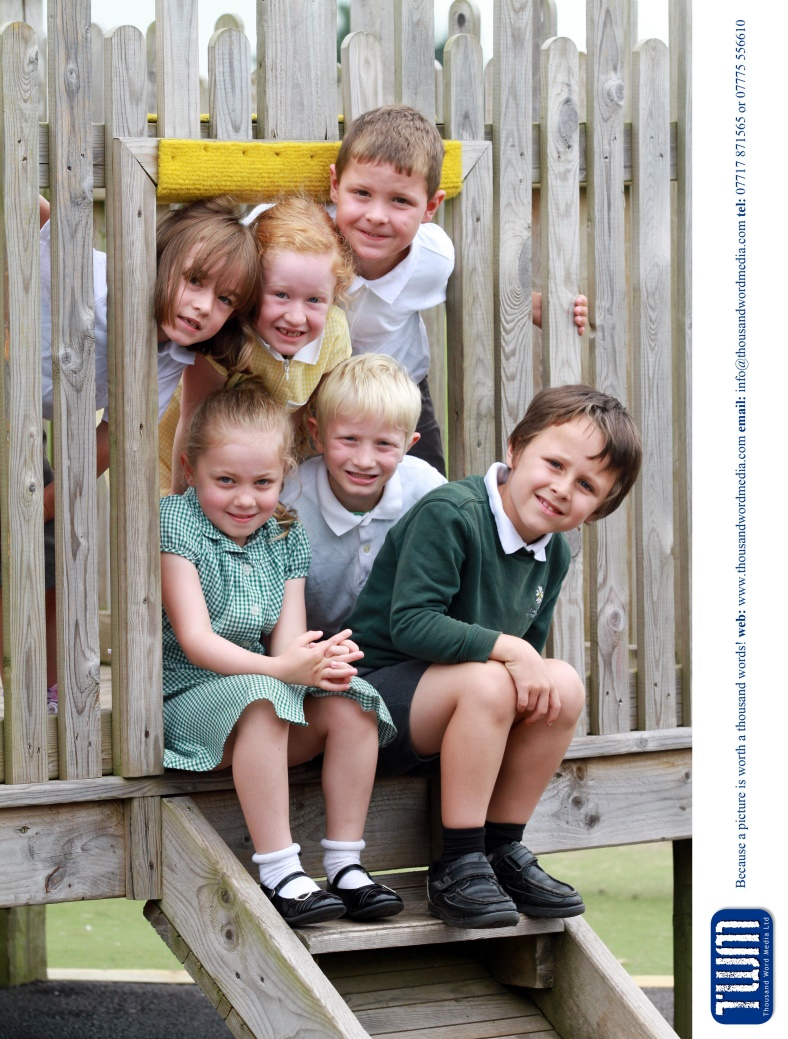 Because a picture is worth a thousand words! web: www.thousandwordmedia.com email: info@thousandwordmedia.com tel: 07717 871565 or 07775 556610
T.W.M.
Thousand Word Media Ltd